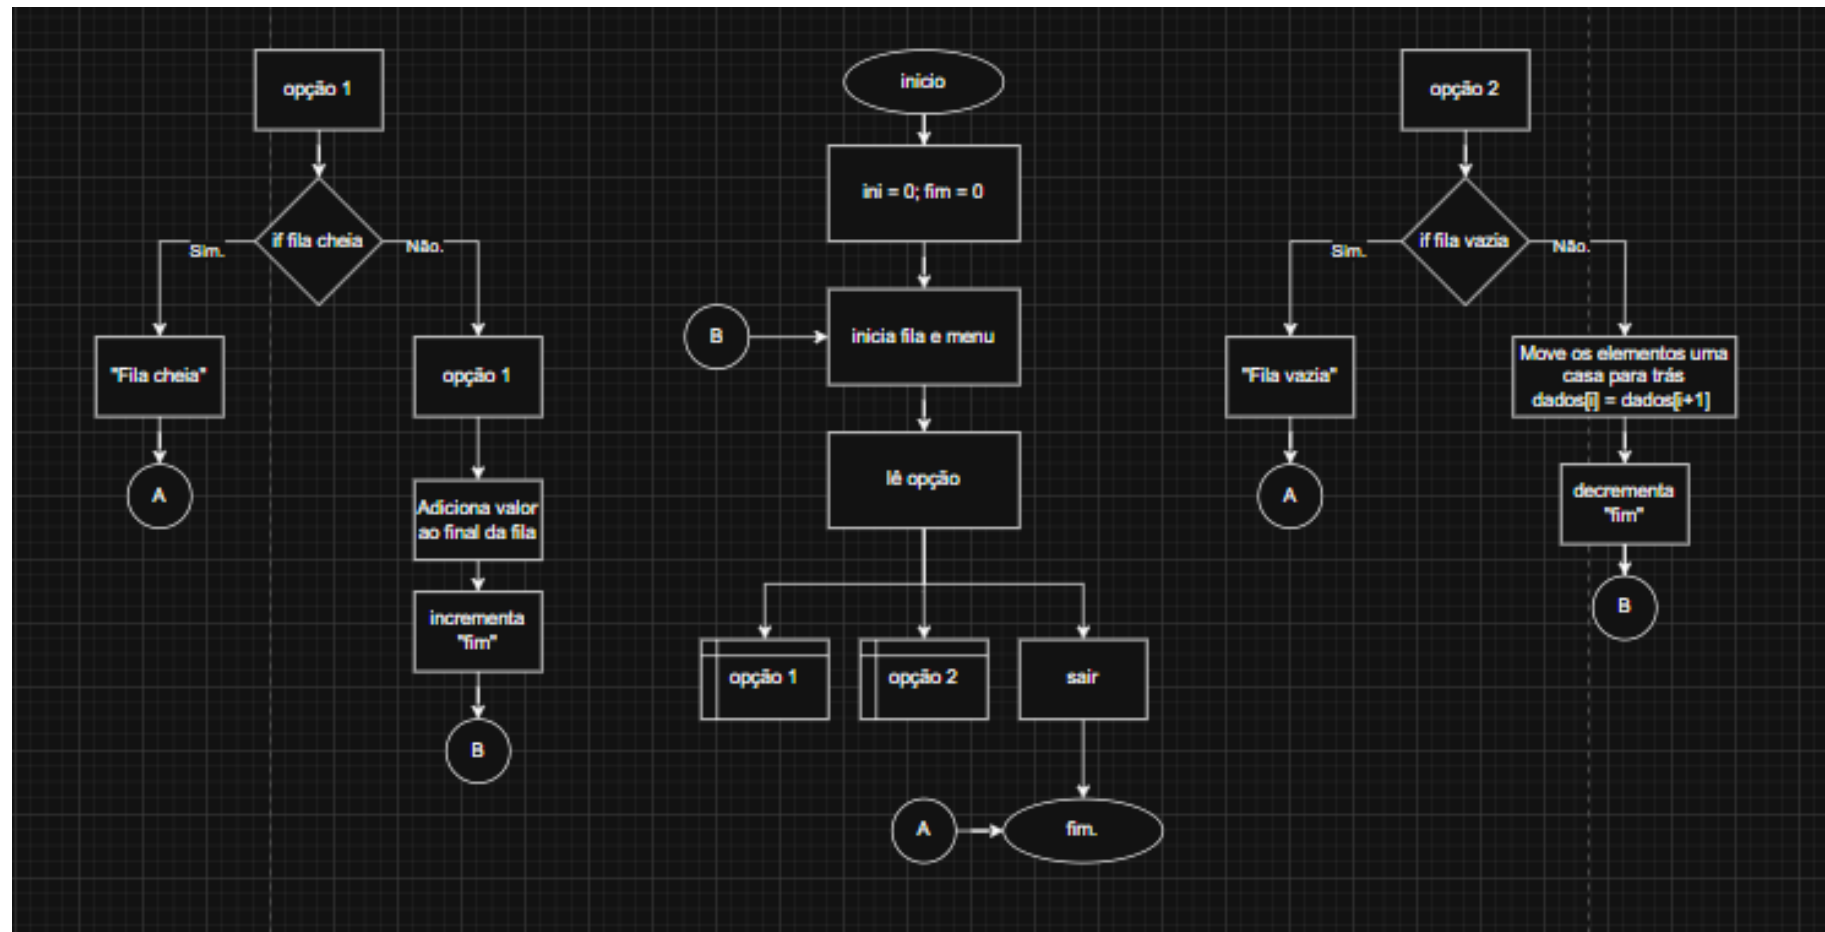 opção 1
if fila cheia
Sim.
Não.
"Fila cheia"
A
opção 1
Adiciona valor
ao final da fila
incrementa
"fim"
B
inicio
ini = 0; fim = 0
B
inicia fila e menu
lê opção
opção 1
opção 2
sair
A
fim.
opção 2
if fila vazia
Sim.
Não.
"Fila vazia"
A
Move os elementos uma
casa para trás
dados[i] = dados[i+1]
decrementa
"fim"
B